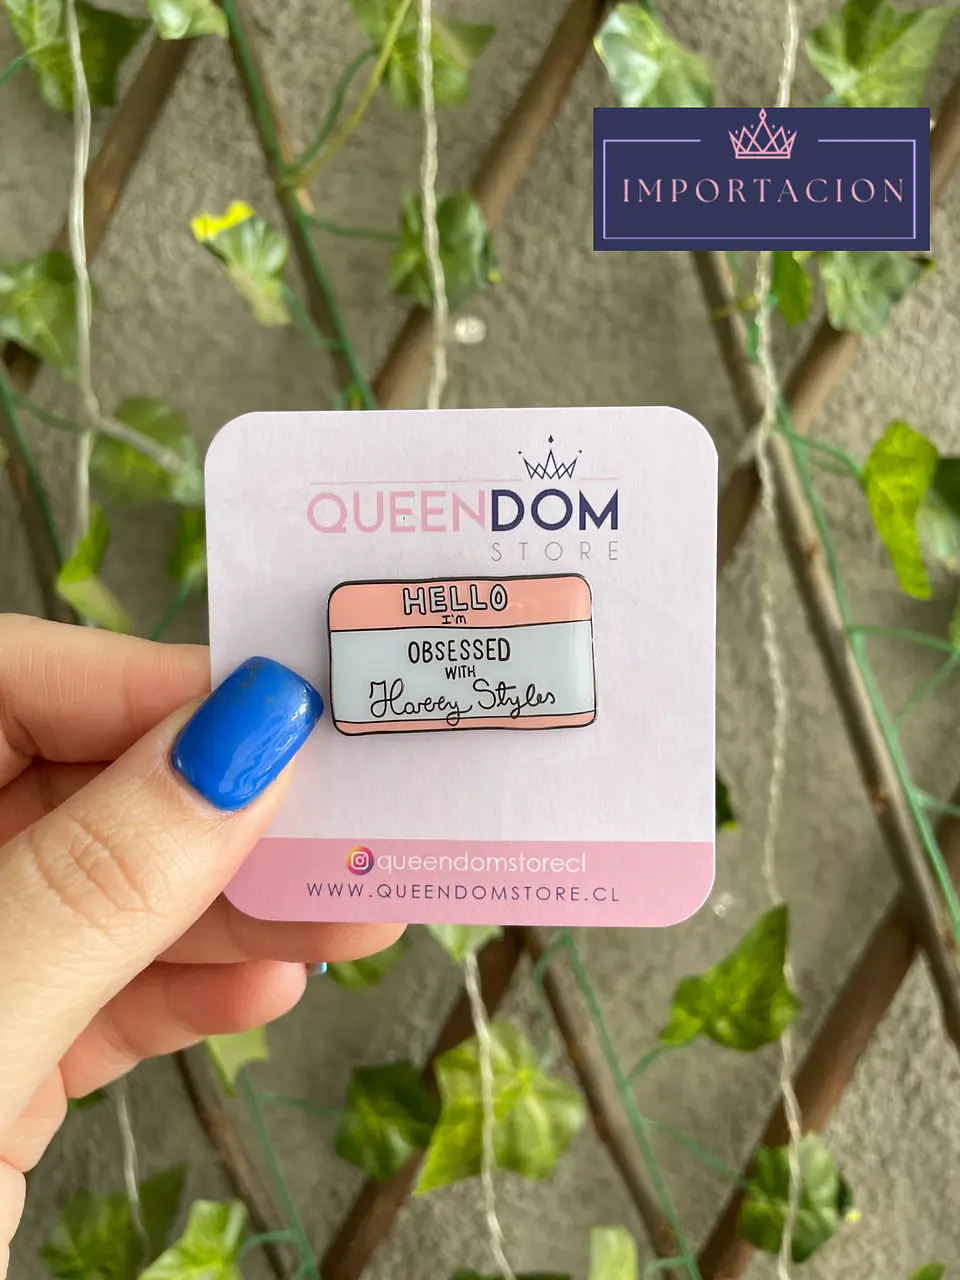 IMPORTACION
QUEENDOM
STORE
HELLO
I'M
OBSESSED
WITH
Harry Styles
queendomstorecl
WWW.QUEENDOMSTORE.CL